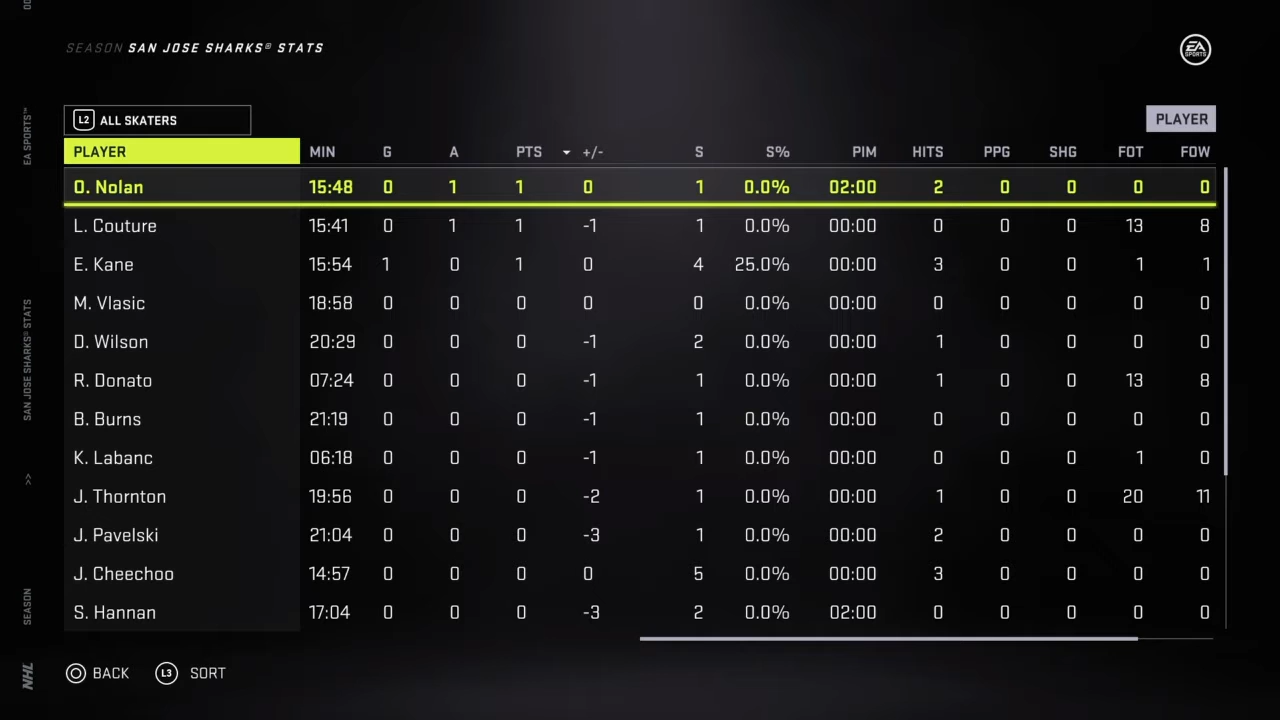 SEASON SAN JOSE SHARKS® STATS
EA SPORTS
L2 ALL SKATERS
PLAYER
PLAYER MIN G A PTS +/- S S% PIM HITS PPG SHG FOT FOW
O. Nolan 15:48 0 1 1 0 1 0.0% 02:00 2 0 0 0 0
L. Couture 15:41 0 1 1 -1 1 0.0% 00:00 0 0 0 13 8
E. Kane 15:54 1 0 1 0 4 25.0% 00:00 3 0 0 1 1
M. Vlasic 18:58 0 0 0 0 0 0.0% 00:00 0 0 0 0 0
D. Wilson 20:29 0 0 0 -1 2 0.0% 00:00 1 0 0 0 0
R. Donato 07:24 0 0 0 -1 1 0.0% 00:00 1 0 0 13 8
B. Burns 21:19 0 0 0 -1 1 0.0% 00:00 0 0 0 0 0
K. Labanc 06:18 0 0 0 -1 1 0.0% 00:00 0 0 0 1 0
J. Thornton 19:56 0 0 0 -2 1 0.0% 00:00 1 0 0 20 11
J. Pavelski 21:04 0 0 0 -3 1 0.0% 00:00 2 0 0 0 0
J. Cheechoo 14:57 0 0 0 0 5 0.0% 00:00 3 0 0 0 0
S. Hannan 17:04 0 0 0 -3 2 0.0% 02:00 0 0 0 0 0
BACK L3 SORT
NHL
SEASON
>>
SAN JOSE SHARKS® STATS
EA SPORTS™